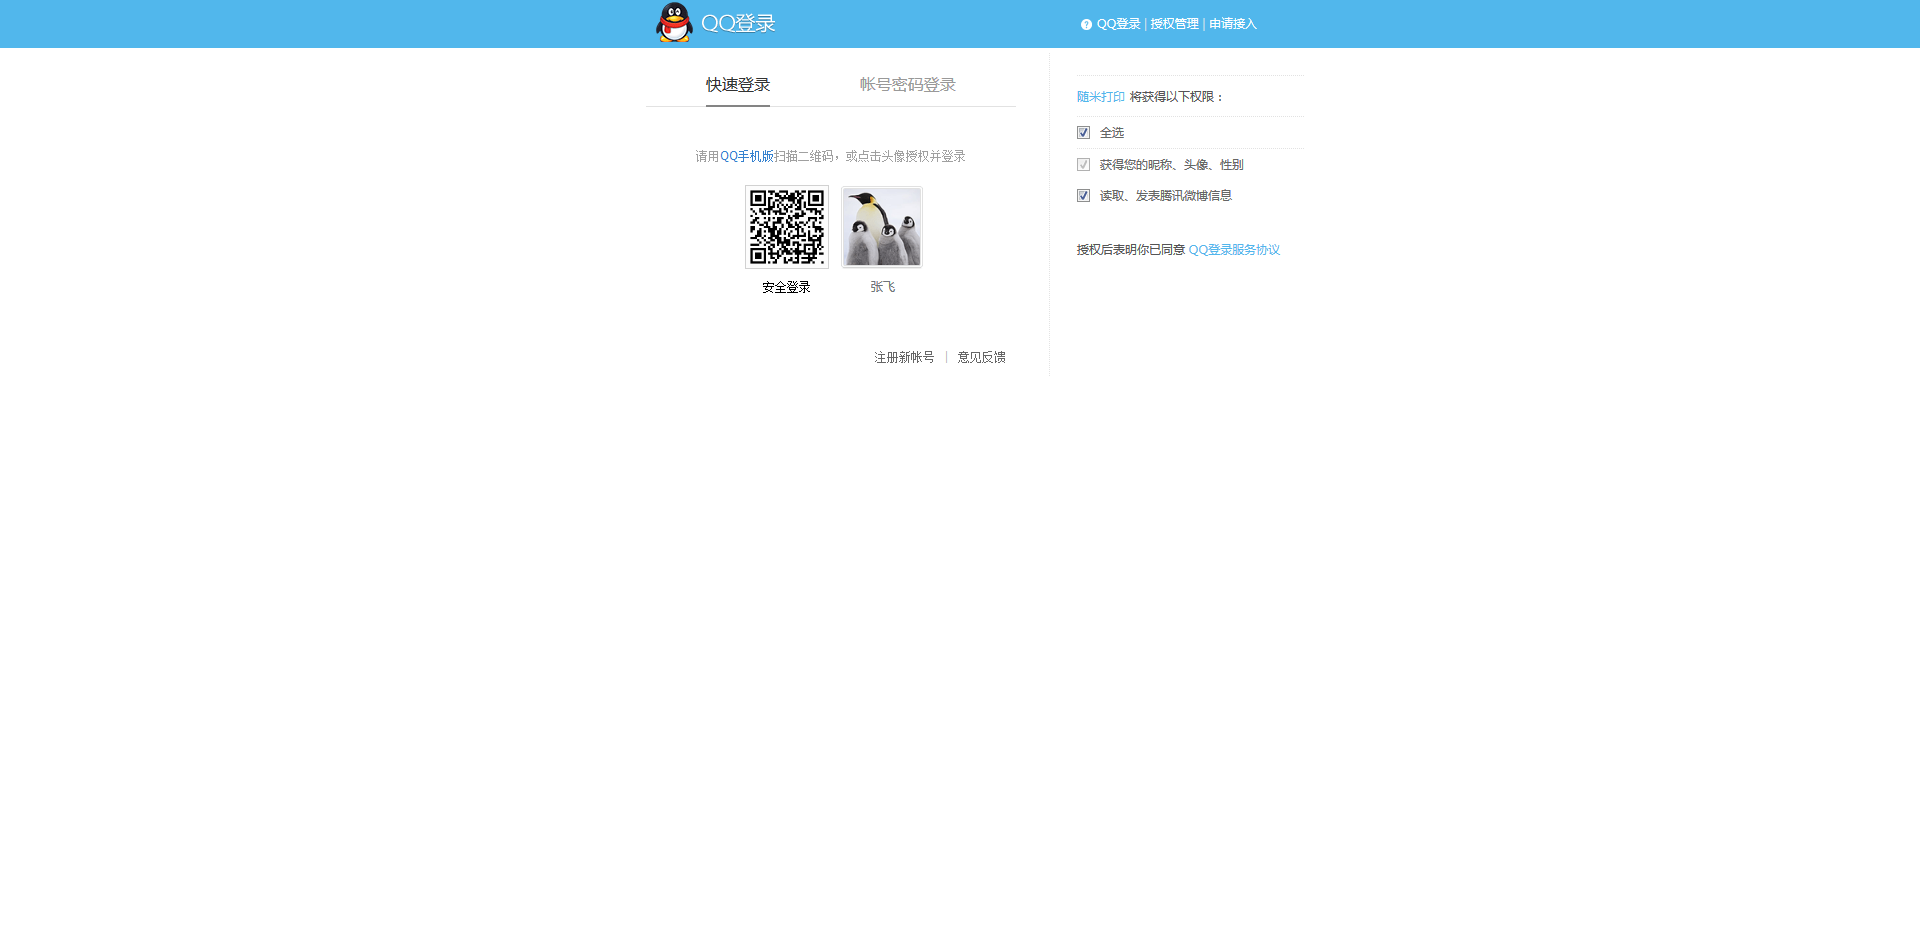 QQ登录
QQ登录 | 授权管理 | 申请接入
快速登录
帐号密码登录
请用QQ手机版扫描二维码，或点击头像授权并登录
安全登录
张飞
注册新帐号
意见反馈
随米打印 将获得以下权限：
全选
获得您的昵称、头像、性别
读取、发表腾讯微博信息
授权后表明你已同意 QQ登录服务协议